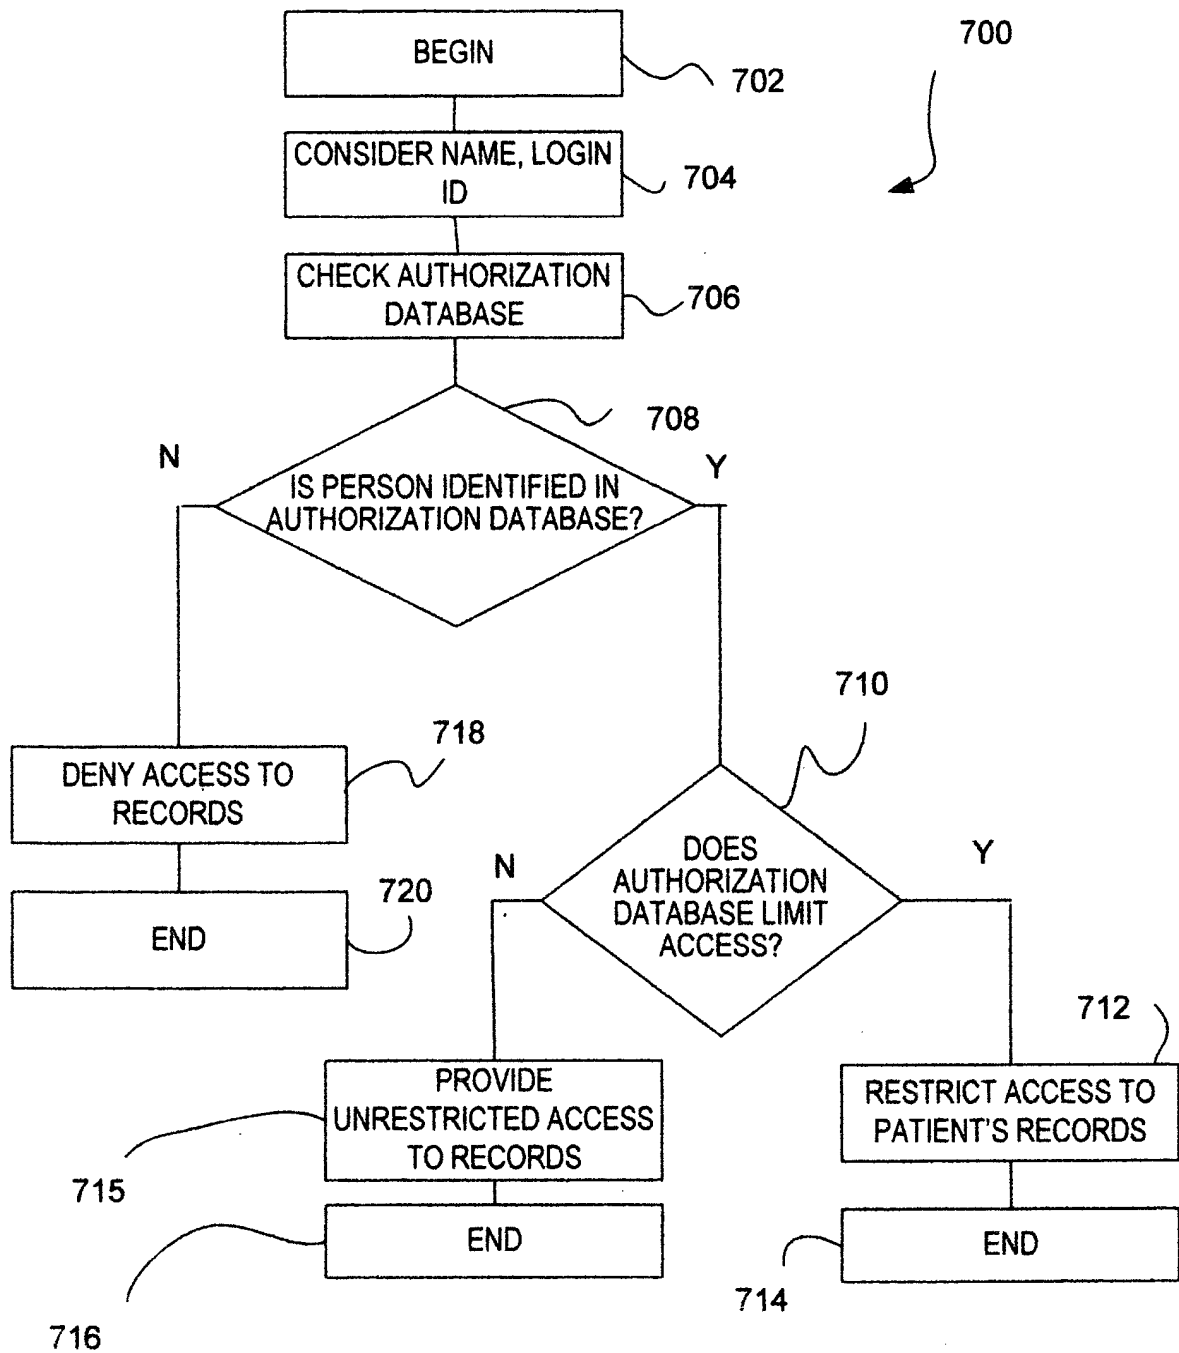 BEGIN
700
702
CONSIDER NAME, LOGIN
ID
704
CHECK AUTHORIZATION
DATABASE
706
708
N
Y
IS PERSON IDENTIFIED IN
AUTHORIZATION DATABASE?
710
718
DENY ACCESS TO
RECORDS
N
Y
DOES
AUTHORIZATION
DATABASE LIMIT
ACCESS?
720
END
712
PROVIDE
UNRESTRICTED ACCESS
TO RECORDS
RESTRICT ACCESS TO
PATIENT'S RECORDS
715
END
END
714
716